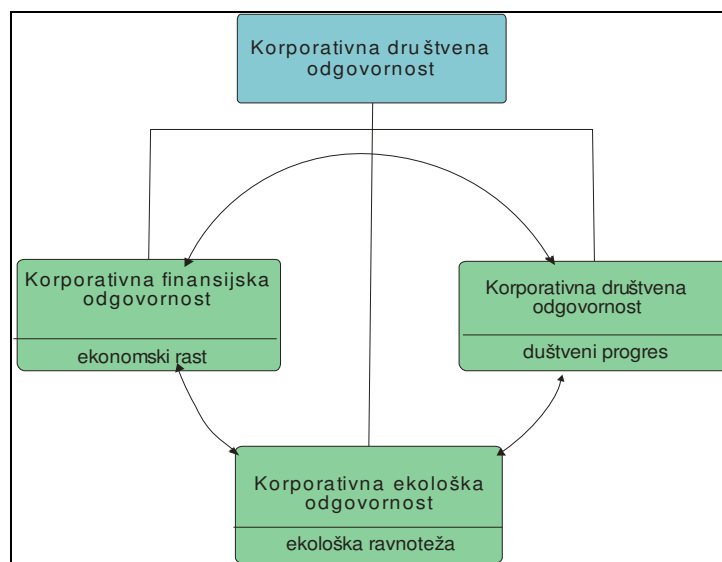 Korporativna društvena
odgovornost
Korporativna finansijska
odgovornost
ekonomski rast
Korporativna društvena
odgovornost
duštveni progres
Korporativna ekološka
odgovornost
ekološka ravnoteža